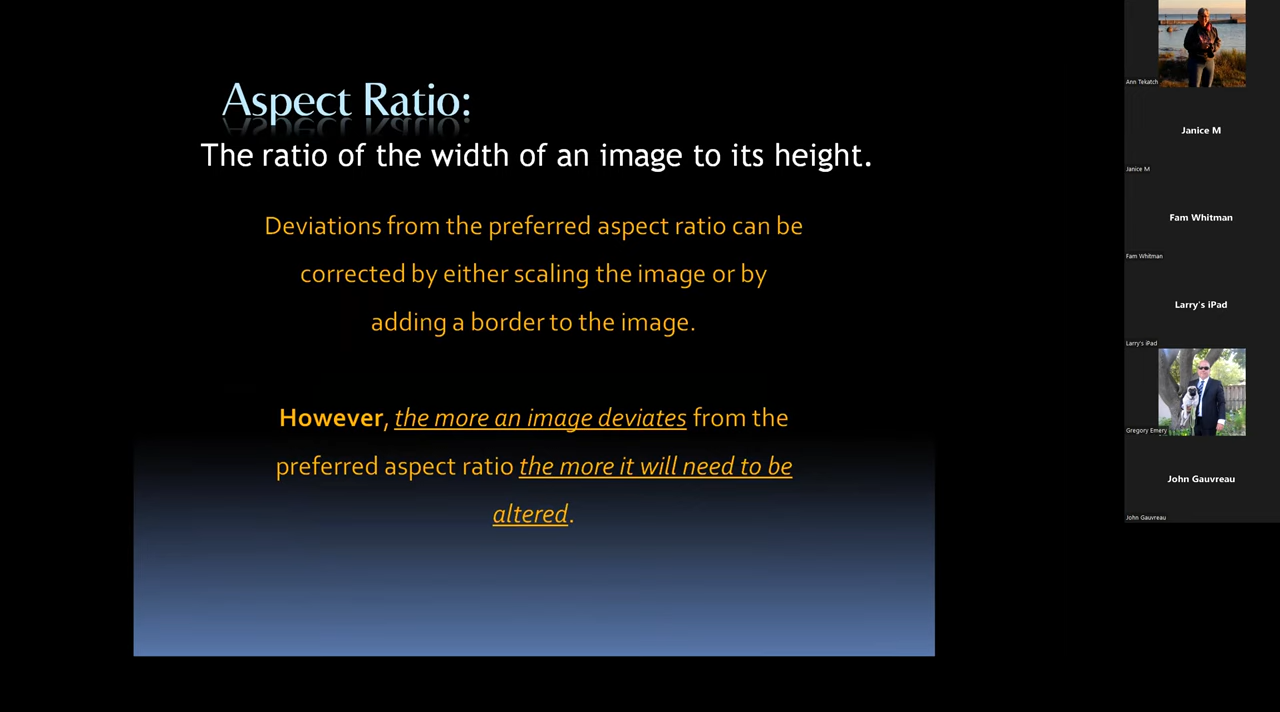 Aspect Ratio:
The ratio of the width of an image to its height.
Deviations from the preferred aspect ratio can be
corrected by either scaling the image or by
adding a border to the image.
However, the more an image deviates from the
preferred aspect ratio the more it will need to be
altered.
Ann Tekatch
Janice M
Janice M
Fam Whitman
Fam Whitman
Larry's iPad
Larry's iPad
Gregory Emery
John Gauvreau
John Gauvreau